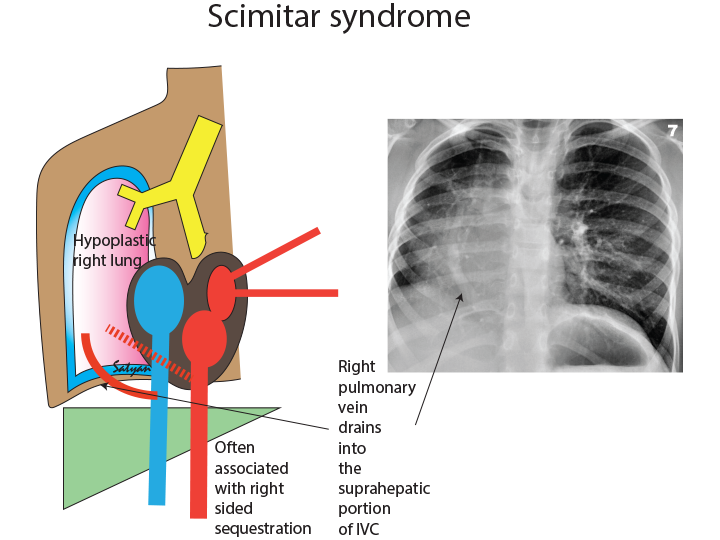 Scimitar syndrome
7
Hypoplastic
right lung
Satyan
Right
pulmonary
vein
drains
into
the
suprahepatic
portion
of IVC
Often
associated
with right
sided
sequestration